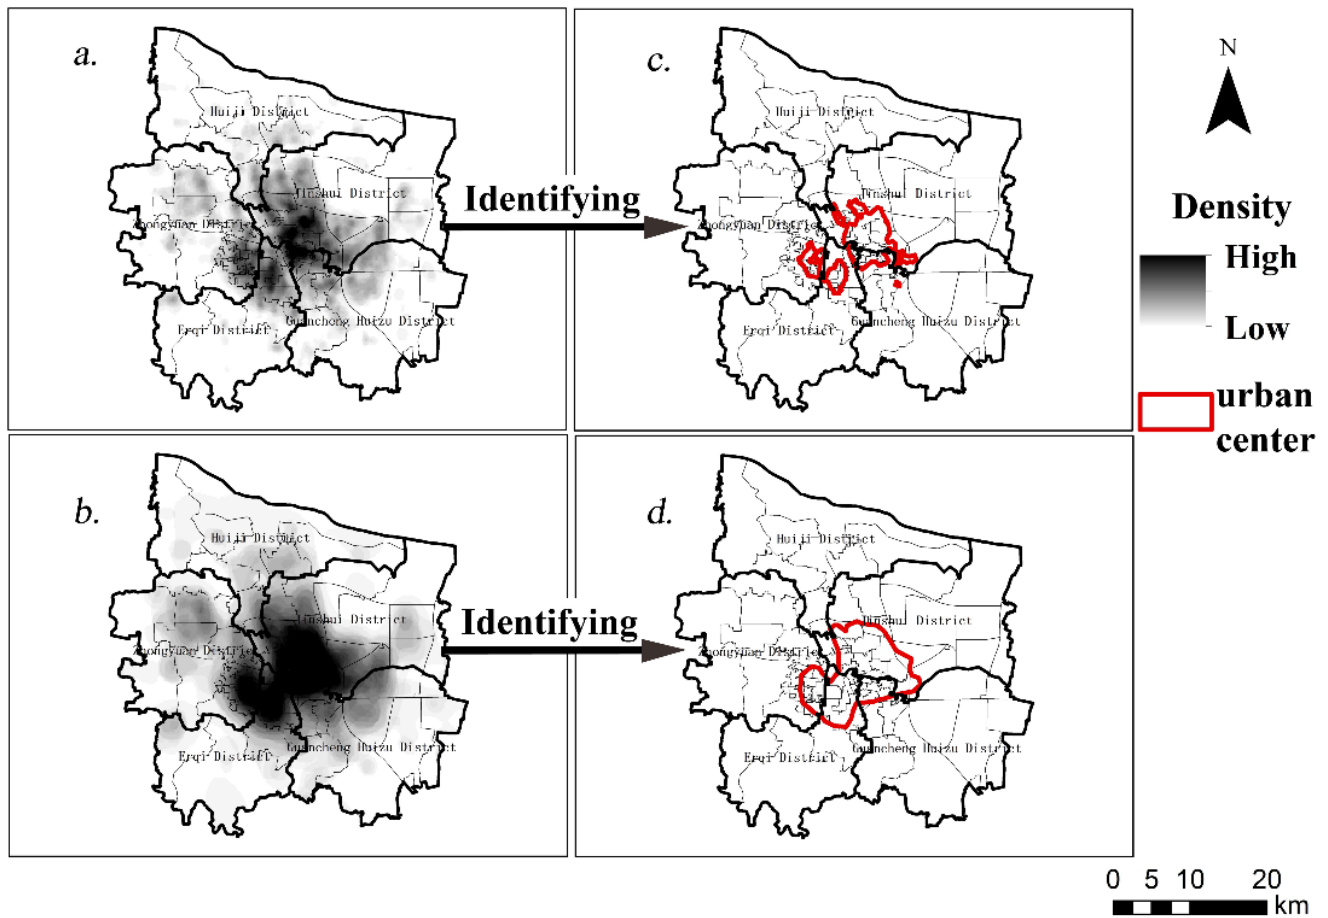 a.
Huiji District
Jinshui District
Zhongyuan District
Erqi District
Guancheng Huizu District
Identifying
c.
Huiji District
Jinshui District
Zhongyuan District
Erqi District
Guancheng Huizu District
N
Density
High
Low
urban
center
b.
Huiji District
Jinshui District
Zhongyuan District
Erqi District
Guancheng Huizu District
Identifying
d.
Huiji District
Jinshui District
Zhongyuan District
Erqi District
Guancheng Huizu District
0 5 10 20
km